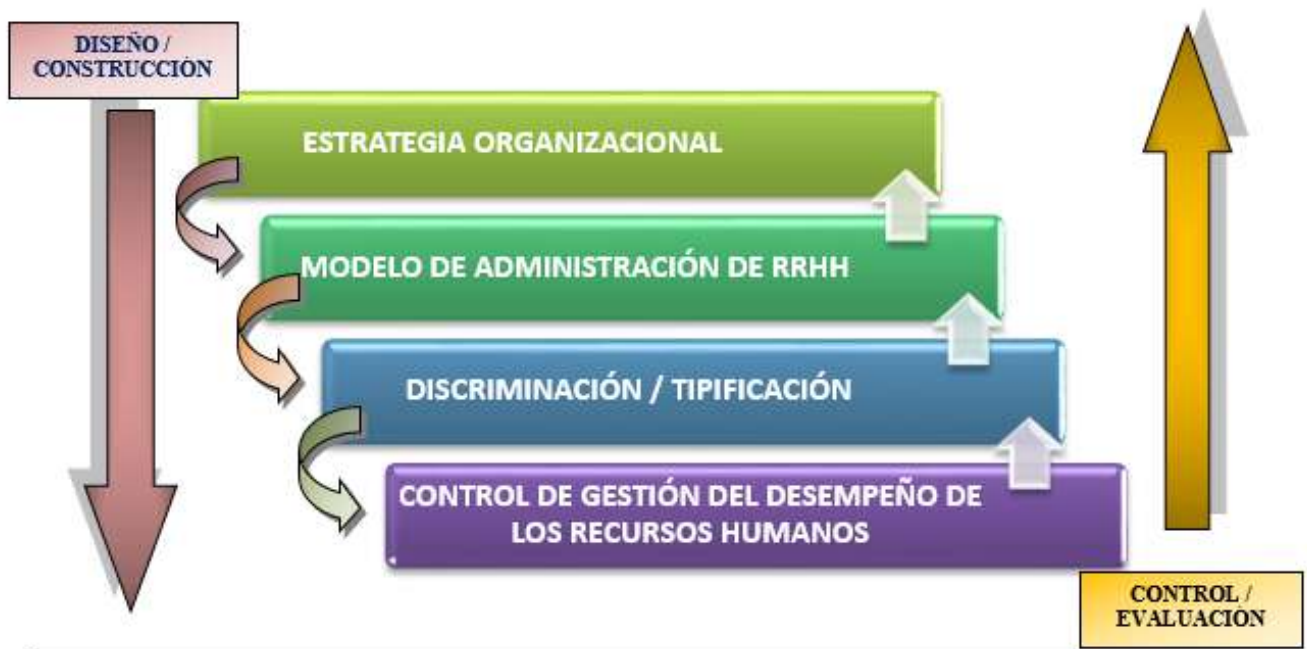 DISEÑO /
CONSTRUCCIÓN
ESTRATEGIA ORGANIZACIONAL
MODELO DE ADMINISTRACIÓN DE RRHH
DISCRIMINACIÓN / TIPIFICACIÓN
CONTROL DE GESTIÓN DEL DESEMPEÑO DE
LOS RECURSOS HUMANOS
CONTROL /
EVALUACIÓN